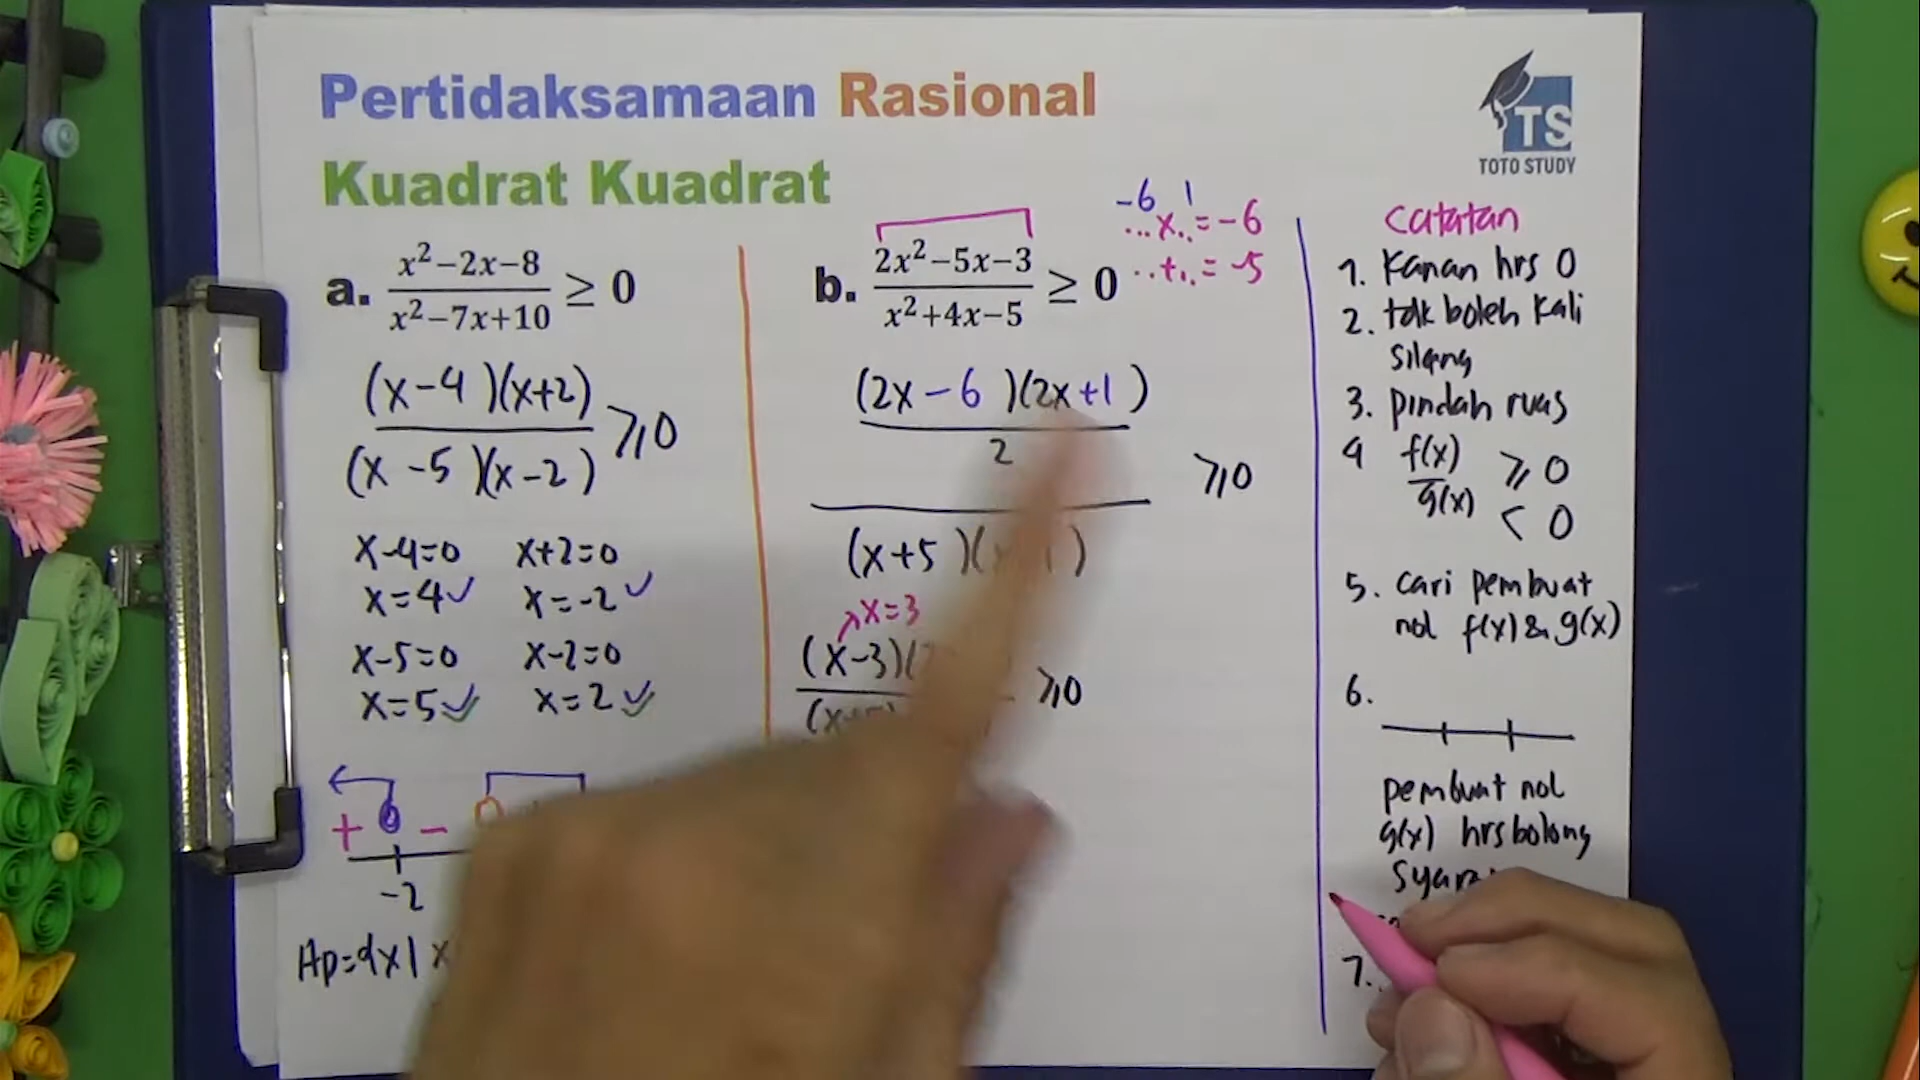 Pertidaksamaan Rasional
Kuadrat Kuadrat
TS
TOTO STUDY
a. x²-2x-8 / x²-7x+10 ≥ 0
(x-4)(x+2)
≥0
(x-5)(x-2)
x-4=0 x+2=0
x=4✓ x=-2✓
x-5=0 x-2=0
x=5✓ x=2✓
+ -
-2
Hp={x| x
-6 1
...x..=-6
..+..=-5
b. 2x²-5x-3 / x²+4x-5 ≥ 0
(2x-6)(2x+1)
2
≥0
(x+5)(x
x=3
(x-3)(
≥0
catatan
1. Kanan hrs 0
2. tdk boleh kali
silang
3. pindah ruas
4 f(x)/g(x) ≥ 0
< 0
5. cari pembuat
nol f(x) & g(x)
6.
pembuat nol
g(x) hrs bolong
7.